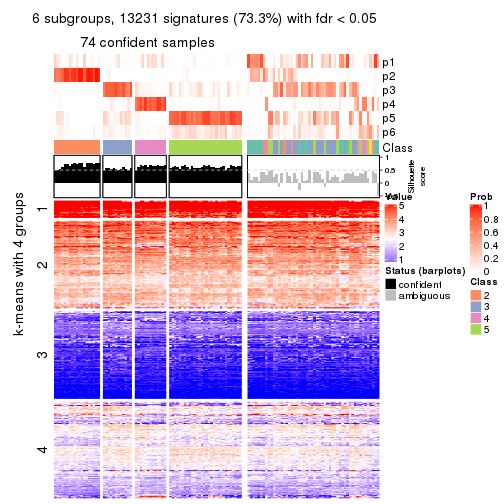 6 subgroups, 13231 signatures (73.3%) with fdr < 0.05
74 confident samples
p1
p2
p3
p4
p5
p6
Class
1
0.5
0
Silhouette
score
k-means with 4 groups
1
2
3
4
Value
5
4
3
2
1
Status (barplots)
confident
ambiguous
Prob
1
0.8
0.6
0.4
0.2
0
Class
2
3
4
5